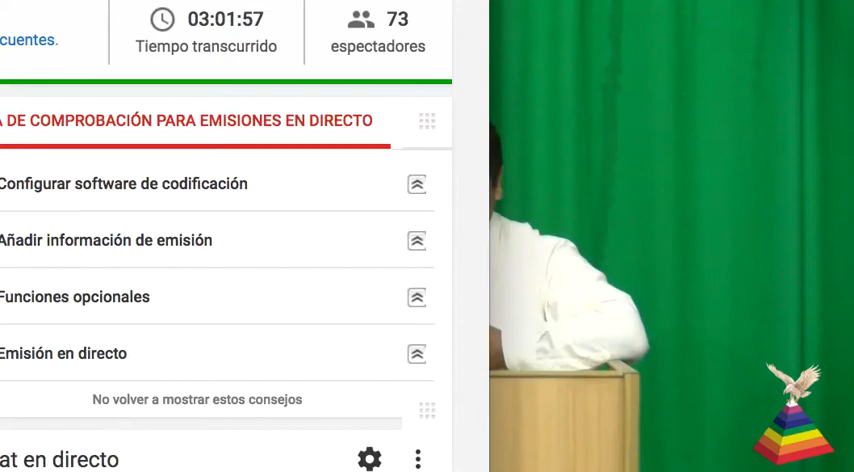 03:01:57
Tiempo transcurrido
73
espectadores
cuentes.
A DE COMPROBACIÓN PARA EMISIONES EN DIRECTO
Configurar software de codificación
Añadir información de emisión
Funciones opcionales
Emisión en directo
No volver a mostrar estos consejos
at en directo